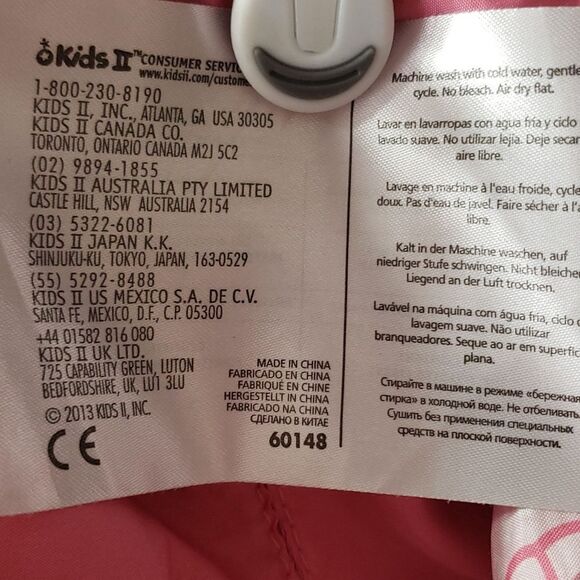 Kids II™ CONSUMER SERVIC
www.kidsii.com/custome
1-800-230-8190
KIDS II, INC., ATLANTA, GA USA 30305
KIDS II CANADA CO.
TORONTO, ONTARIO CANADA M2J 5C2
(02) 9894-1855
KIDS II AUSTRALIA PTY LIMITED
CASTLE HILL, NSW AUSTRALIA 2154
(03) 5322-6081
KIDS II JAPAN K.K.
SHINJUKU-KU, TOKYO, JAPAN, 163-0529
(55) 5292-8488
KIDS II US MEXICO S.A. DE C.V.
SANTA FE, MEXICO, D.F., C.P. 05300
+44 01582 816 080
KIDS II UK LTD.
725 CAPABILITY GREEN, LUTON
BEDFORDSHIRE, UK, LU1 3LU
© 2013 KIDS II, INC.
CE
MADE IN CHINA
FABRICADO EN CHINA
FABRIQUÉ EN CHINE
HERGESTELLT IN CHINA
FABRICADO NA CHINA
СДЕЛАНО В КИТАЕ
60148
Machine wash with cold water, gentle
cycle. No bleach. Air dry flat.
Lavar en lavarropas con agua fría y ciclo
lavado suave. No utilizar lejía. Deje secar
aire libre.
Lavage en machine à l'eau froide, cycle
doux. Pas d'eau de javel. Faire sécher à l'a
libre.
Kalt in der Maschine waschen, auf
niedriger Stufe schwingen. Nicht bleichen
Liegend an der Luft trocknen.
Lavável na máquina com água fria, ciclo d
lavagem suave. Não utilizar
branqueadores. Seque ao ar em superfíc
plana.
Стирайте в машине в режиме «бережная
стирка» в холодной воде. Не отбеливать
Сушить без применения специальных
средств на плоской поверхности.